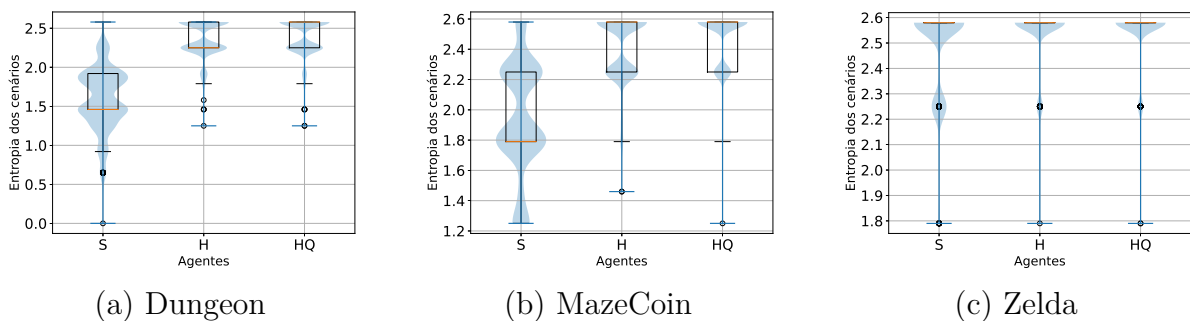 Entropia dos cenários
2.5
2.0
1.5
1.0
0.5
0.0
S H HQ
Agentes
(a) Dungeon
Entropia dos cenários
2.6
2.4
2.2
2.0
1.8
1.6
1.4
1.2
S H HQ
Agentes
(b) MazeCoin
Entropia dos cenários
2.6
2.5
2.4
2.3
2.2
2.1
2.0
1.9
1.8
S H HQ
Agentes
(c) Zelda